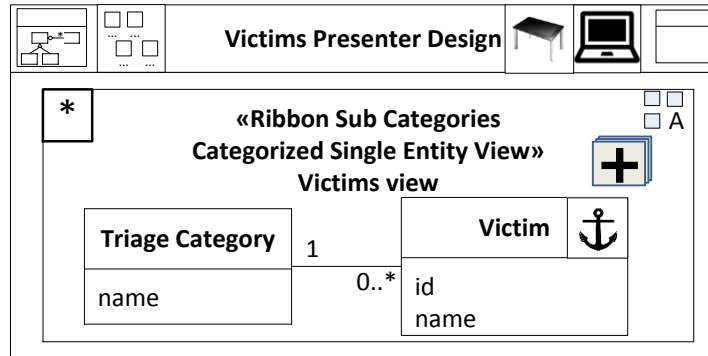 Victims Presenter Design
*
«Ribbon Sub Categories
Categorized Single Entity View»
Victims view
A
Triage Category
1
0..*
Victim
name
id
name